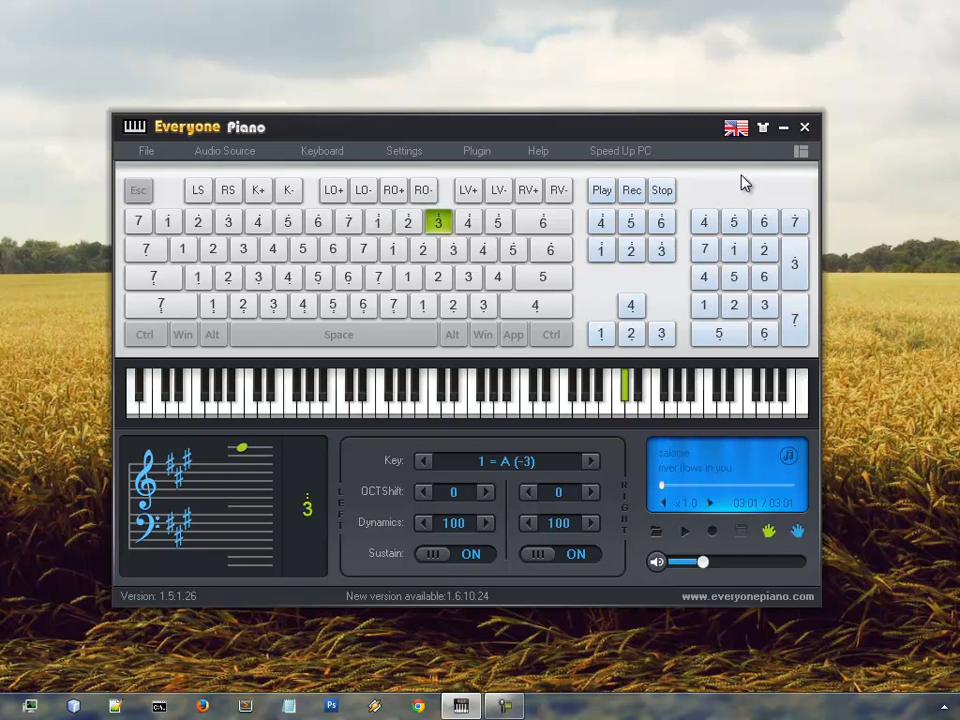 Everyone Piano
File Audio Source Keyboard Settings Plugin Help Speed Up PC
Esc LS RS K+ K- LO+ LO- RO+ RO- LV+ LV- RV+ RV- Play Rec Stop
7 1 2 3 4 5 6 7 1 2 3 4 5 6 4 5 6 4 5 6 7
7 1 2 3 4 5 6 7 1 2 3 4 5 6 1 2 3 7 1 2 3
7 1 2 3 4 5 6 7 1 2 3 4 5 4 5 6
7 1 2 3 4 5 6 7 1 2 3 4 4 1 2 3 7
Ctrl Win Alt Space Alt Win App Ctrl 1 2 3 5 6
3
LEFT
Key: 1 = A (-3)
OCTShift: 0 0
Dynamics: 100 100
Sustain: ON ON
RIGHT
salome
river flows in you
x1.0 03:01 / 03:01
Version: 1.5.1.26 New version available:1.6.10.24 www.everyonepiano.com
C:\
Ps